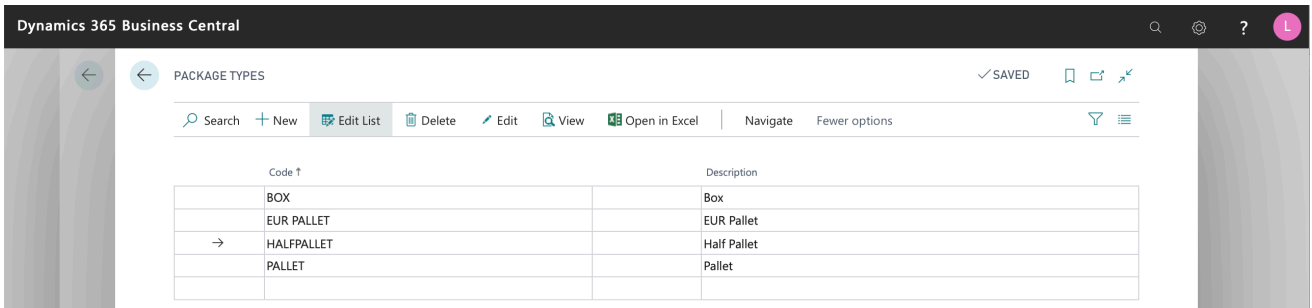 Dynamics 365 Business Central
?
L
PACKAGE TYPES
✓ SAVED
Search + New Edit List Delete Edit View Open in Excel Navigate Fewer options
Code ↑ Description
BOX Box
EUR PALLET EUR Pallet
→ HALFPALLET Half Pallet
PALLET Pallet